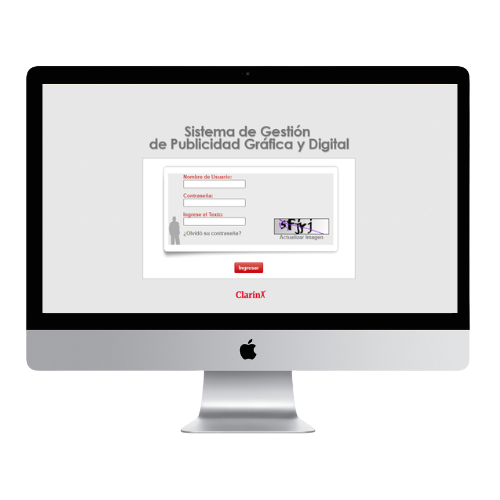 Sistema de Gestión
de Publicidad Gráfica y Digital
Nombre de Usuario:
Contraseña:
Ingrese el Texto:
¿Olvidó su contraseña?
Actualizar imagen
Ingresar
Clarín